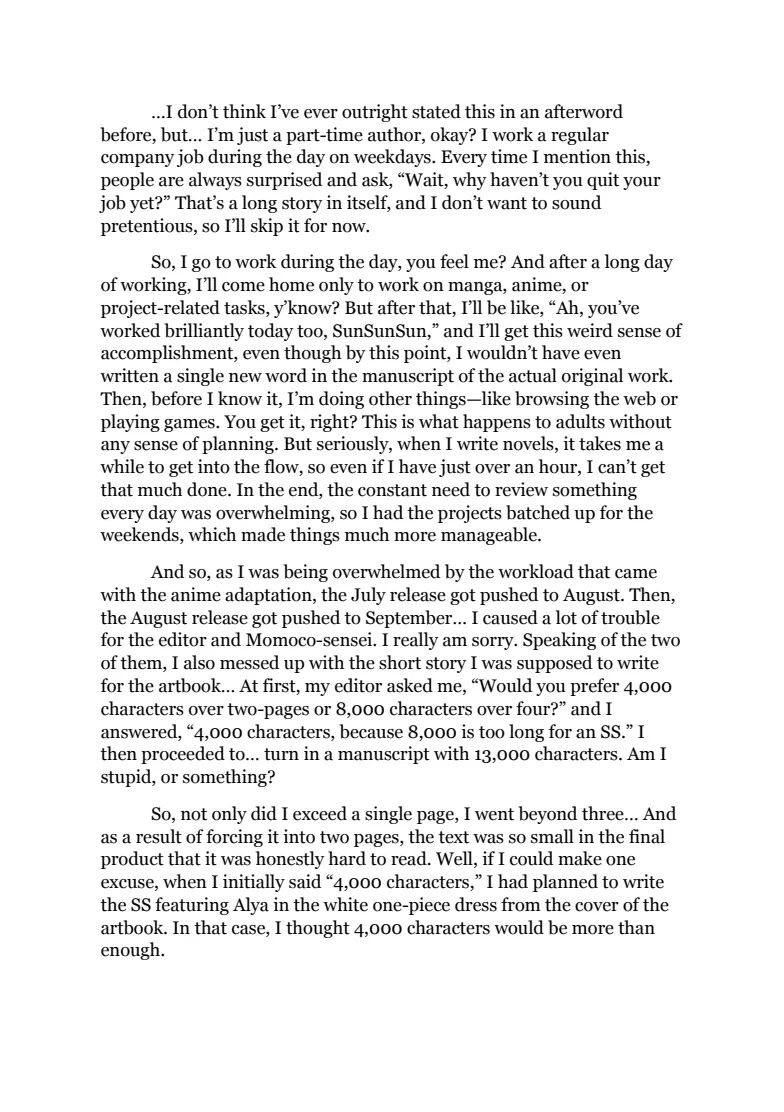 ...I don’t think I’ve ever outright stated this in an afterword
before, but... I’m just a part-time author, okay? I work a regular
company job during the day on weekdays. Every time I mention this,
people are always surprised and ask, “Wait, why haven’t you quit your
job yet?” That’s a long story in itself, and I don’t want to sound
pretentious, so I’ll skip it for now.
So, I go to work during the day, you feel me? And after a long day
of working, I’ll come home only to work on manga, anime, or
project-related tasks, y’know? But after that, I’ll be like, “Ah, you’ve
worked brilliantly today too, SunSunSun,” and I’ll get this weird sense of
accomplishment, even though by this point, I wouldn’t have even
written a single new word in the manuscript of the actual original work.
Then, before I know it, I’m doing other things—like browsing the web or
playing games. You get it, right? This is what happens to adults without
any sense of planning. But seriously, when I write novels, it takes me a
while to get into the flow, so even if I have just over an hour, I can’t get
that much done. In the end, the constant need to review something
every day was overwhelming, so I had the projects batched up for the
weekends, which made things much more manageable.
And so, as I was being overwhelmed by the workload that came
with the anime adaptation, the July release got pushed to August. Then,
the August release got pushed to September... I caused a lot of trouble
for the editor and Momoco-sensei. I really am sorry. Speaking of the two
of them, I also messed up with the short story I was supposed to write
for the artbook... At first, my editor asked me, “Would you prefer 4,000
characters over two-pages or 8,000 characters over four?” and I
answered, “4,000 characters, because 8,000 is too long for an SS.” I
then proceeded to... turn in a manuscript with 13,000 characters. Am I
stupid, or something?
So, not only did I exceed a single page, I went beyond three... And
as a result of forcing it into two pages, the text was so small in the final
product that it was honestly hard to read. Well, if I could make one
excuse, when I initially said “4,000 characters,” I had planned to write
the SS featuring Alya in the white one-piece dress from the cover of the
artbook. In that case, I thought 4,000 characters would be more than
enough.